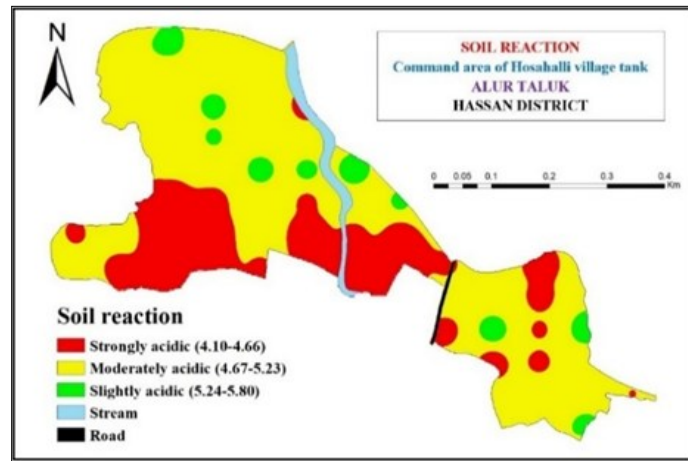 N
SOIL REACTION
Command area of Hosahalli village tank
ALUR TALUK
HASSAN DISTRICT
0 0.05 0.1 0.2 0.3 0.4
Km
Soil reaction
Strongly acidic (4.10-4.66)
Moderately acidic (4.67-5.23)
Slightly acidic (5.24-5.80)
Stream
Road